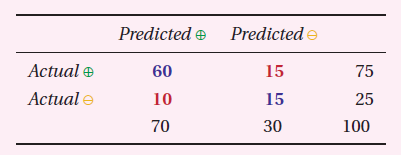 Predicted ⊕ Predicted ⊖
Actual ⊕ 60 15 75
Actual ⊖ 10 15 25
70 30 100